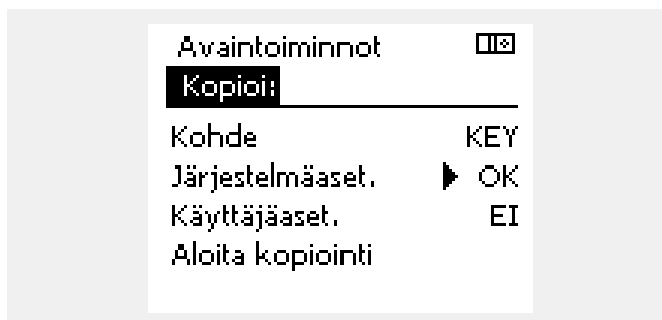 Avaintoiminnot
Kopioi:
Kohde KEY
Järjestelmäaset. OK
Käyttäjäaset. EI
Aloita kopiointi